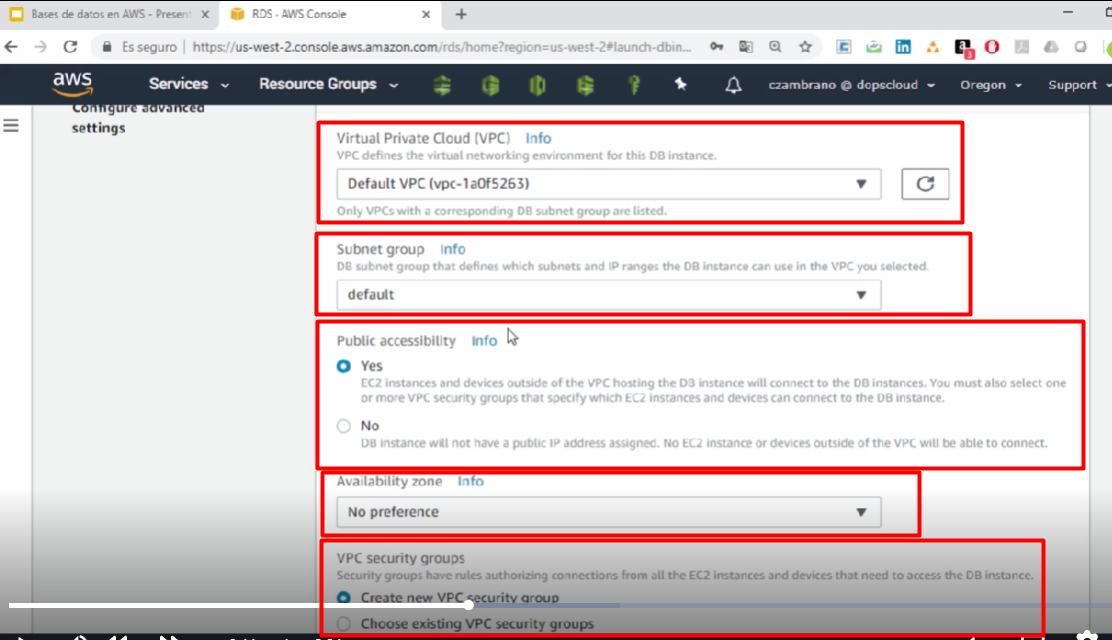 Bases de datos en AWS - Present
RDS - AWS Console
Es seguro
https://us-west-2.console.aws.amazon.com/rds/home?region=us-west-2#launch-dbin...
aws
Services
Resource Groups
czambrano @ dopscloud
Oregon
Support
Configure advanced
settings
Virtual Private Cloud (VPC) Info
VPC defines the virtual networking environment for this DB instance.
Default VPC (vpc-1a0f5263)
Only VPCs with a corresponding DB subnet group are listed.
Subnet group Info
DB subnet group that defines which subnets and IP ranges the DB instance can use in the VPC you selected.
default
Public accessibility Info
Yes
EC2 instances and devices outside of the VPC hosting the DB instance will connect to the DB instances. You must also select one
or more VPC security groups that specify which EC2 instances and devices can connect to the DB instance.
No
DB instance will not have a public IP address assigned. No EC2 instance or devices outside of the VPC will be able to connect.
Availability zone Info
No preference
VPC security groups
Security groups have rules authorizing connections from all the EC2 instances and devices that need to access the DB instance.
Create new VPC security group
Choose existing VPC security groups